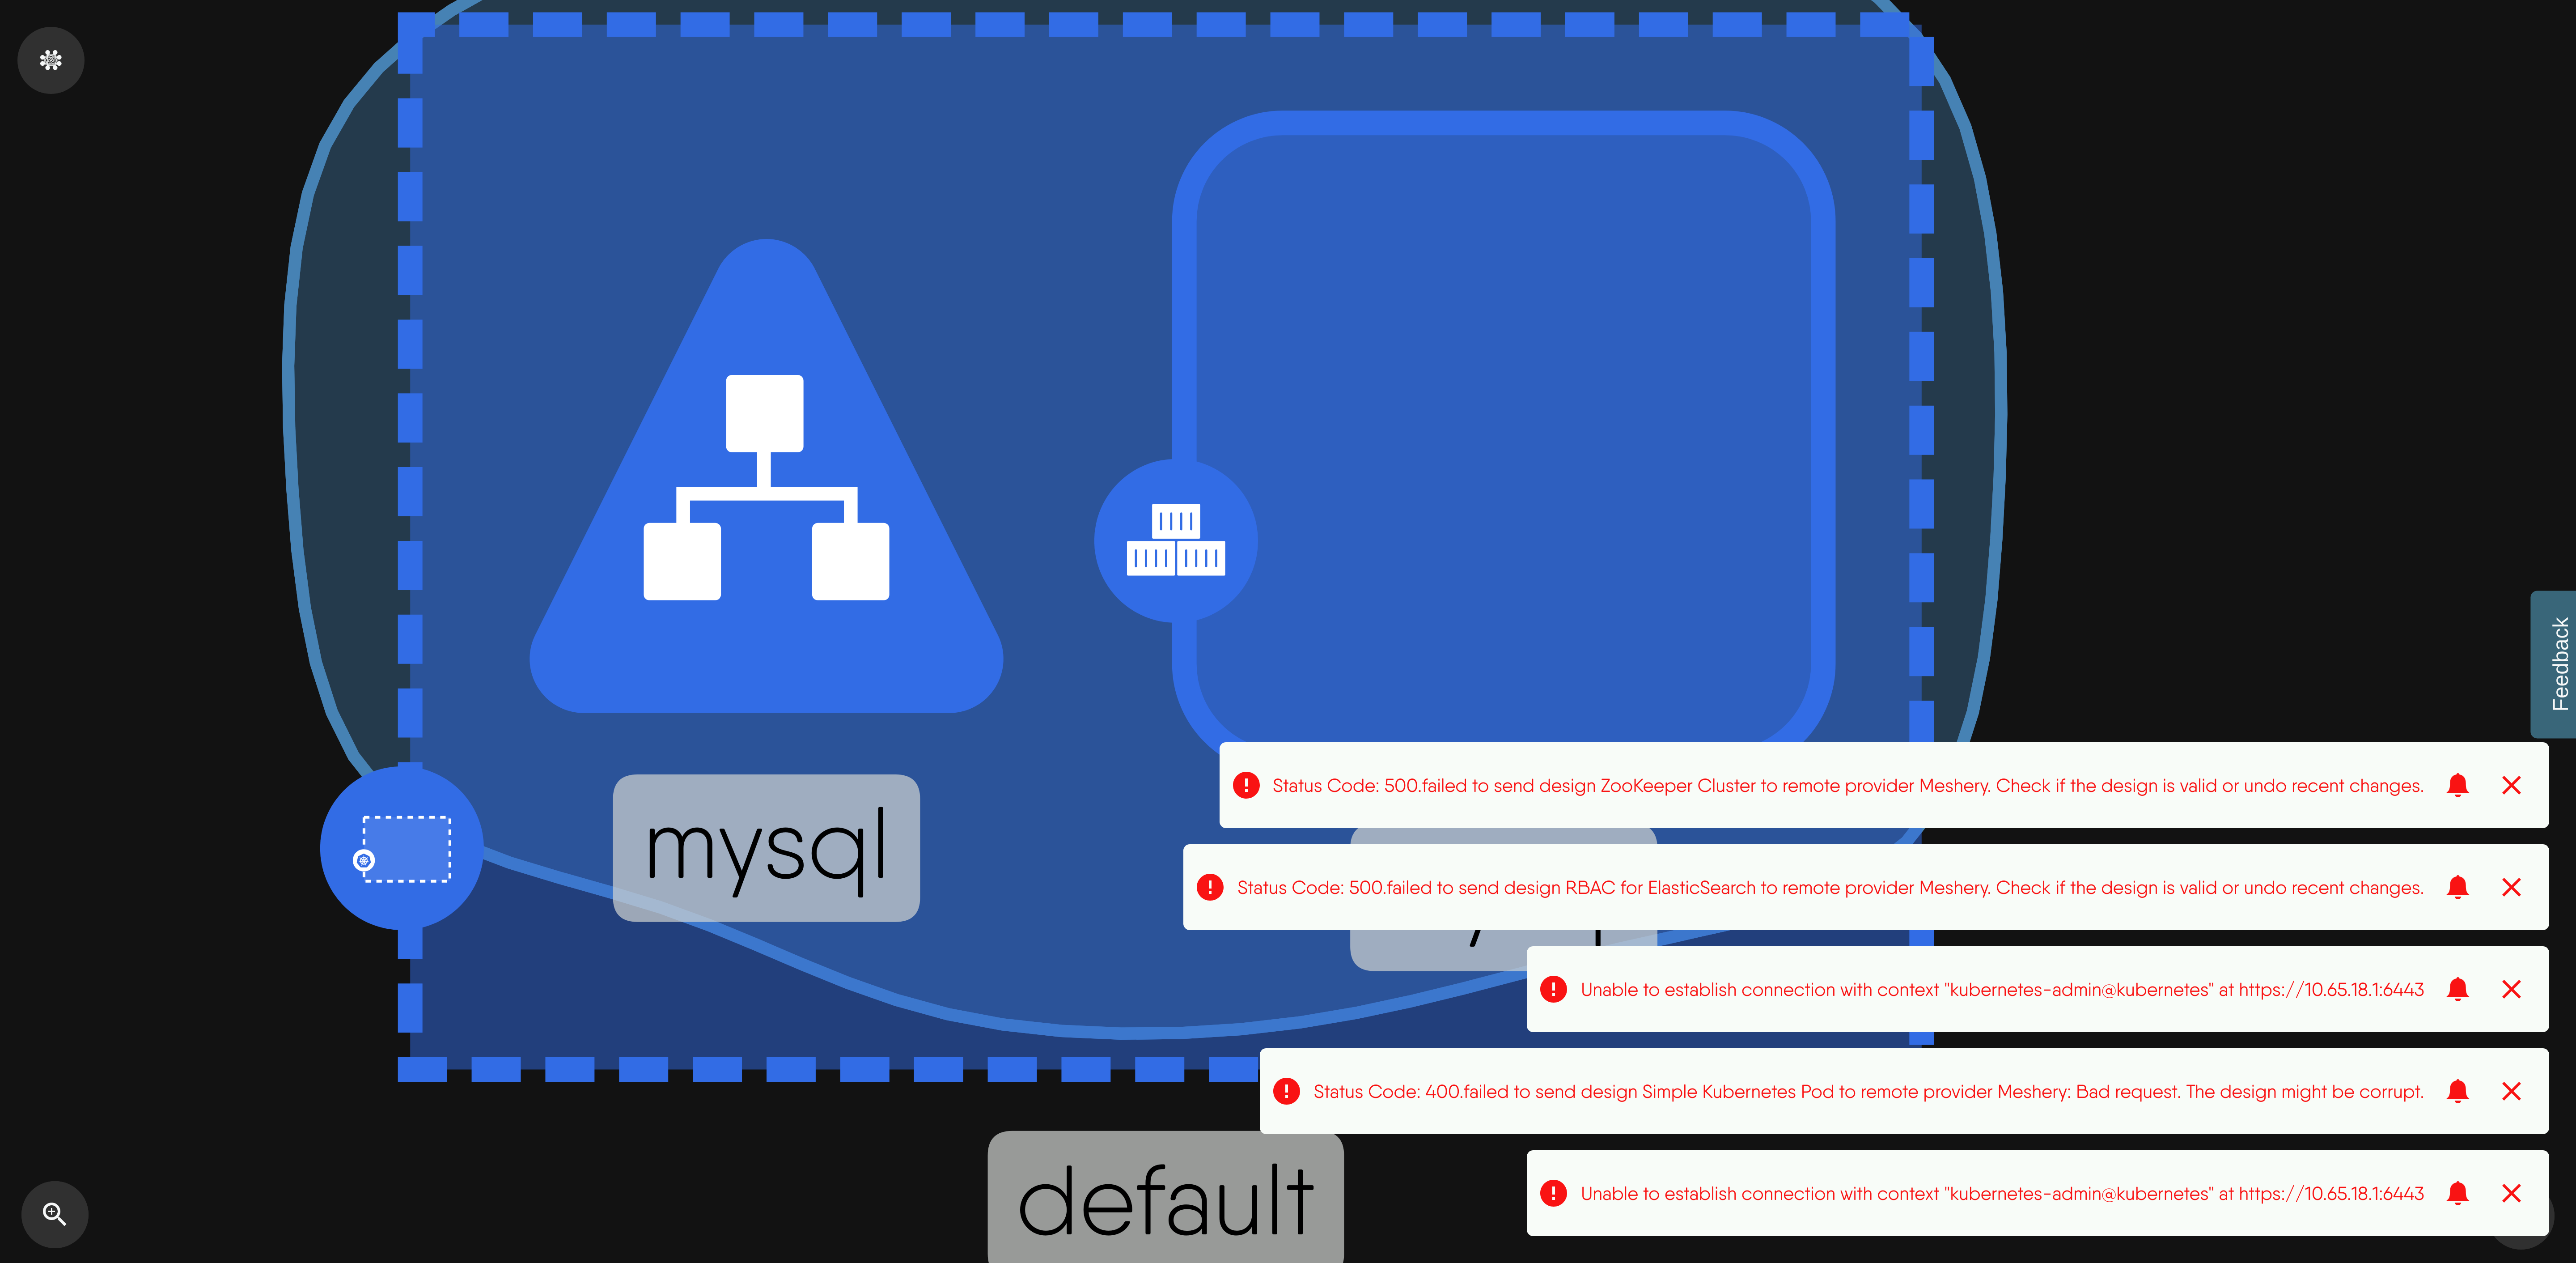 Feedback
Status Code: 500.failed to send design ZooKeeper Cluster to remote provider Meshery. Check if the design is valid or undo recent changes.
mysql
Status Code: 500.failed to send design RBAC for ElasticSearch to remote provider Meshery. Check if the design is valid or undo recent changes.
Unable to establish connection with context "kubernetes-admin@kubernetes" at https://10.65.18.1:6443
Status Code: 400.failed to send design Simple Kubernetes Pod to remote provider Meshery: Bad request. The design might be corrupt.
default
Unable to establish connection with context "kubernetes-admin@kubernetes" at https://10.65.18.1:6443